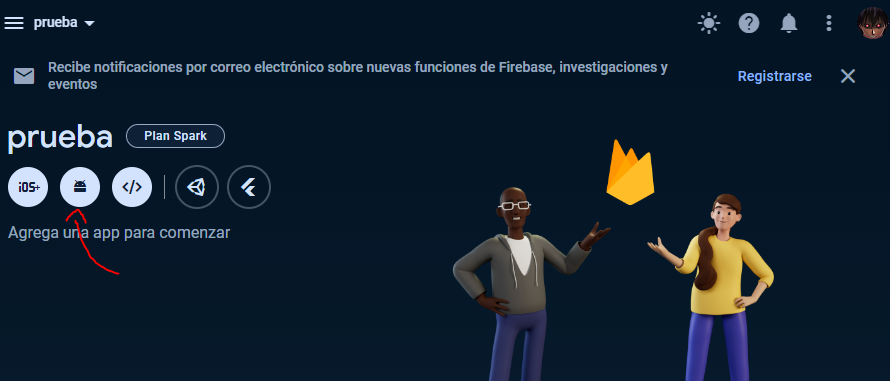 prueba
Recibe notificaciones por correo electrónico sobre nuevas funciones de Firebase, investigaciones y
eventos
Registrarse
prueba Plan Spark
iOS+ </>
Agrega una app para comenzar